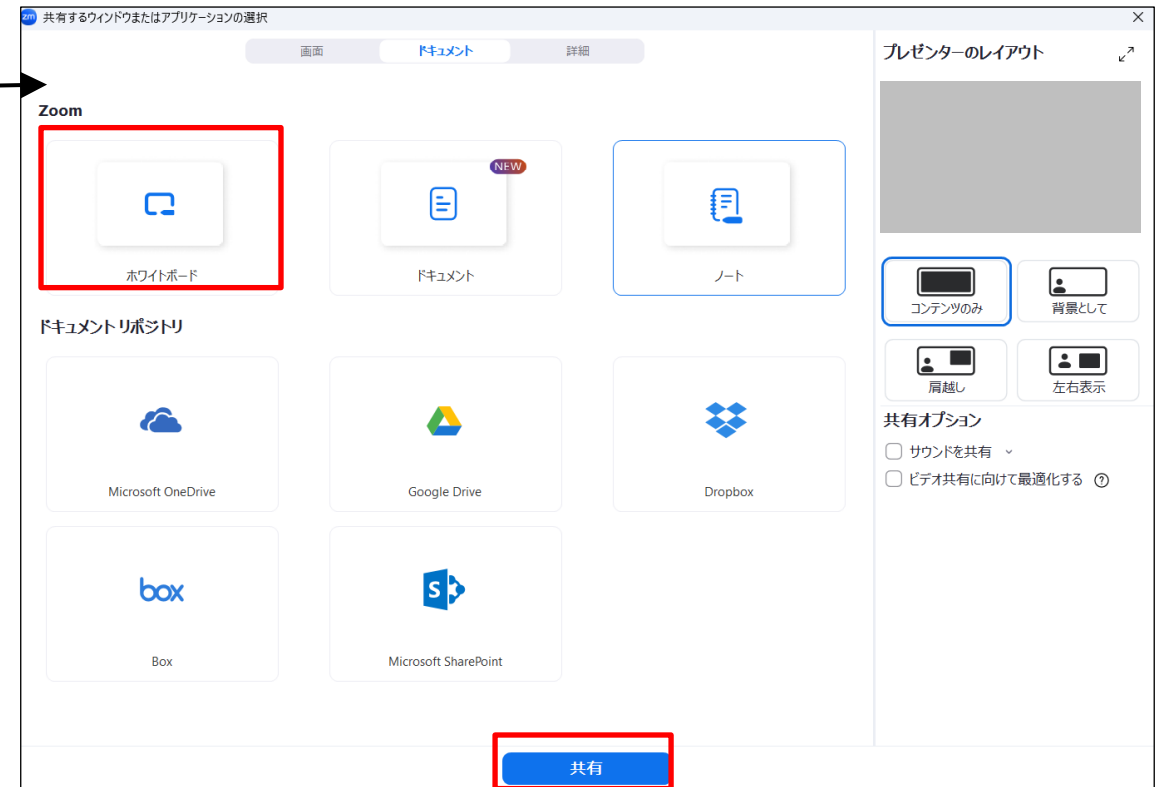 zm 共有するウィンドウまたはアプリケーションの選択
画面 ドキュメント 詳細
Zoom
NEW
ホワイトボード ドキュメント ノート
ドキュメント リポジトリ
Microsoft OneDrive Google Drive Dropbox
box S
Box Microsoft SharePoint
共有
プレゼンターのレイアウト
コンテンツのみ 背景として
肩越し 左右表示
共有オプション
サウンドを共有
ビデオ共有に向けて最適化する ?